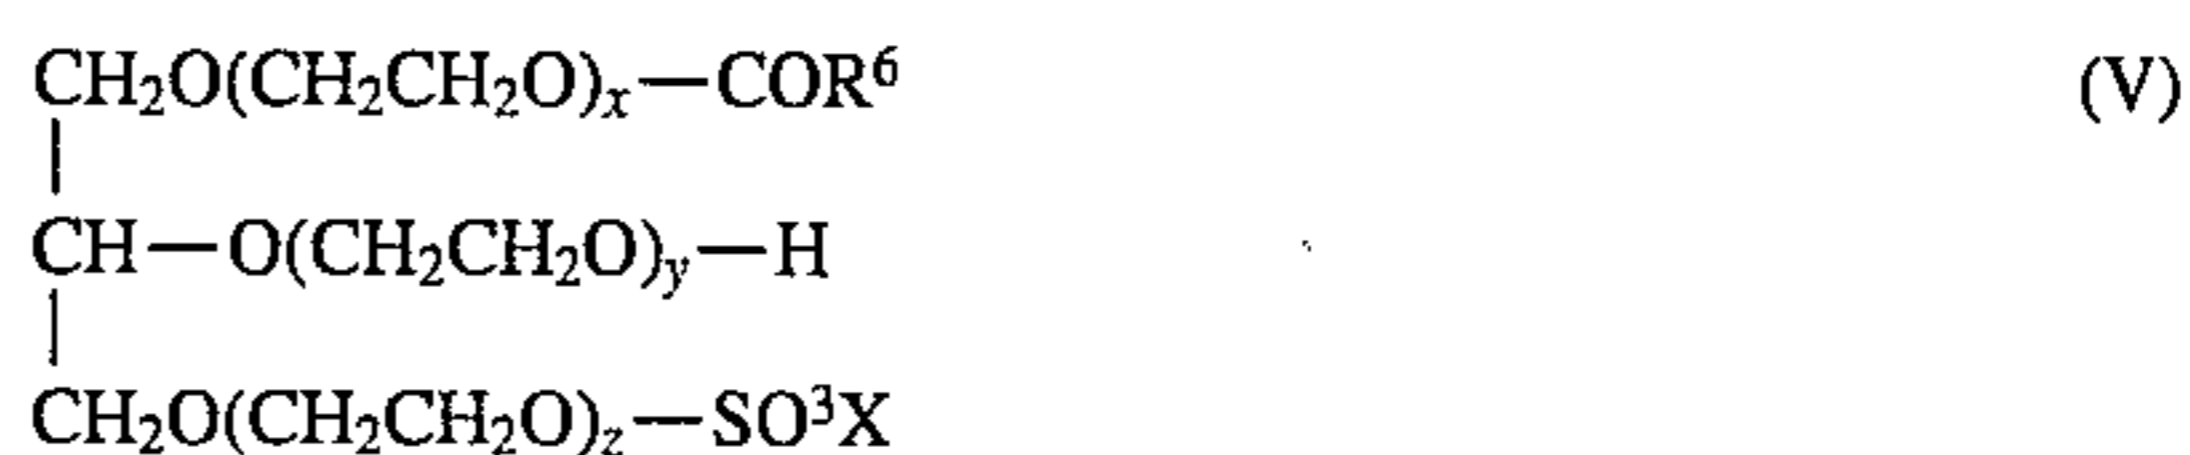 CH₂O(CH₂CH₂O)ₓ—COR⁶ (V)
CH—O(CH₂CH₂O)y—H
CH₂O(CH₂CH₂O)z—SO³X